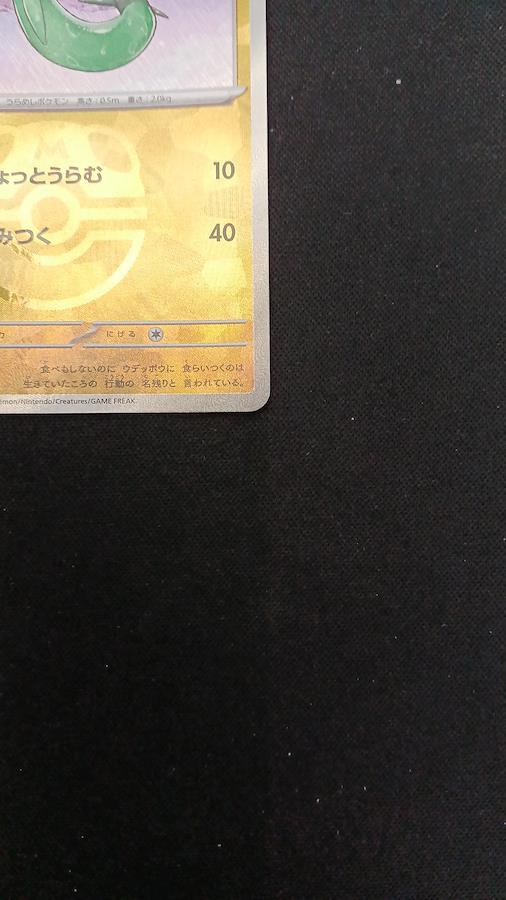 うらめしポケモン 高さ：0.5m 重さ：2.0kg
ょっとうらむ 10
みつく 40
にげる
食べもしないのに ウデッポウに 食らいつくのは
生きていたころの 行動の 名残りと 言われている。
émon/Nintendo/Creatures/GAME FREAK.